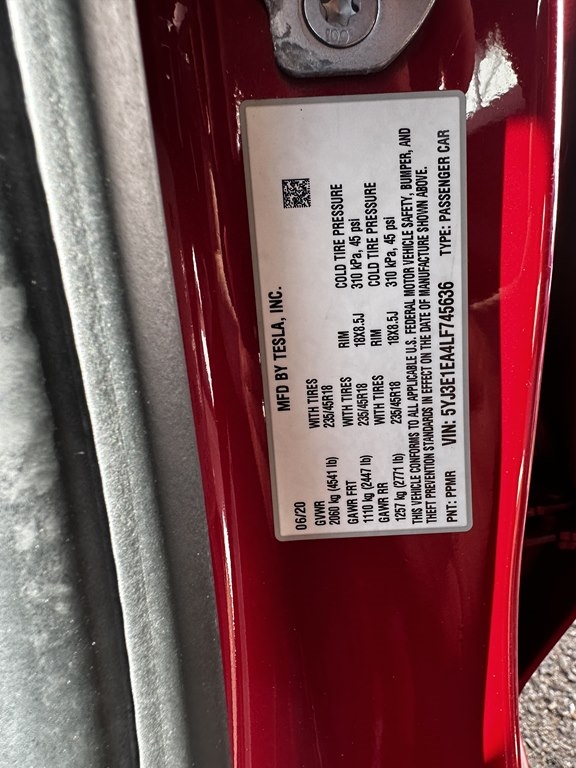 100
MFD BY TESLA, INC.
06/20
GVWR WITH TIRES RIM COLD TIRE PRESSURE
2060 kg (4541 lb) 235/45R18 18X8.5J 310 kPa, 45 psi
GAWR FRT WITH TIRES RIM COLD TIRE PRESSURE
1110 kg (2447 lb) 235/45R18 18X8.5J 310 kPa, 45 psi
GAWR RR WITH TIRES
1257 kg (2771 lb) 235/45R18
THIS VEHICLE CONFORMS TO ALL APPLICABLE U.S. FEDERAL MOTOR VEHICLE SAFETY, BUMPER, AND
THEFT PREVENTION STANDARDS IN EFFECT ON THE DATE OF MANUFACTURE SHOWN ABOVE.
PNT: PPMR VIN: 5YJ3E1EA4LF745636 TYPE: PASSENGER CAR